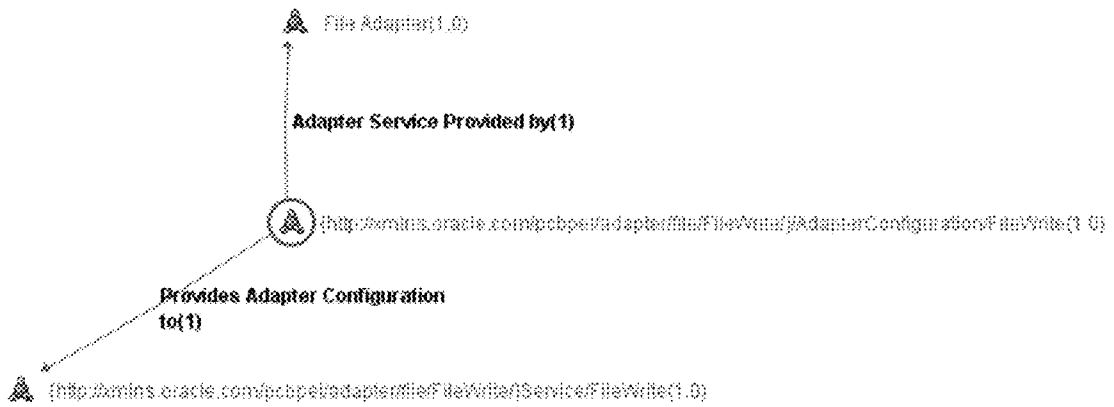 File Adapter(1.0)
Adapter Service Provided by(1)
{http://xmlns.oracle.com/pcbpel/adapter/file/FileWrite/}/AdapterConfiguration/FileWrite(1.0)
Provides Adapter Configuration
to(1)
{http://xmlns.oracle.com/pcbpel/adapter/file/FileWrite/}Service/FileWrite(1.0)